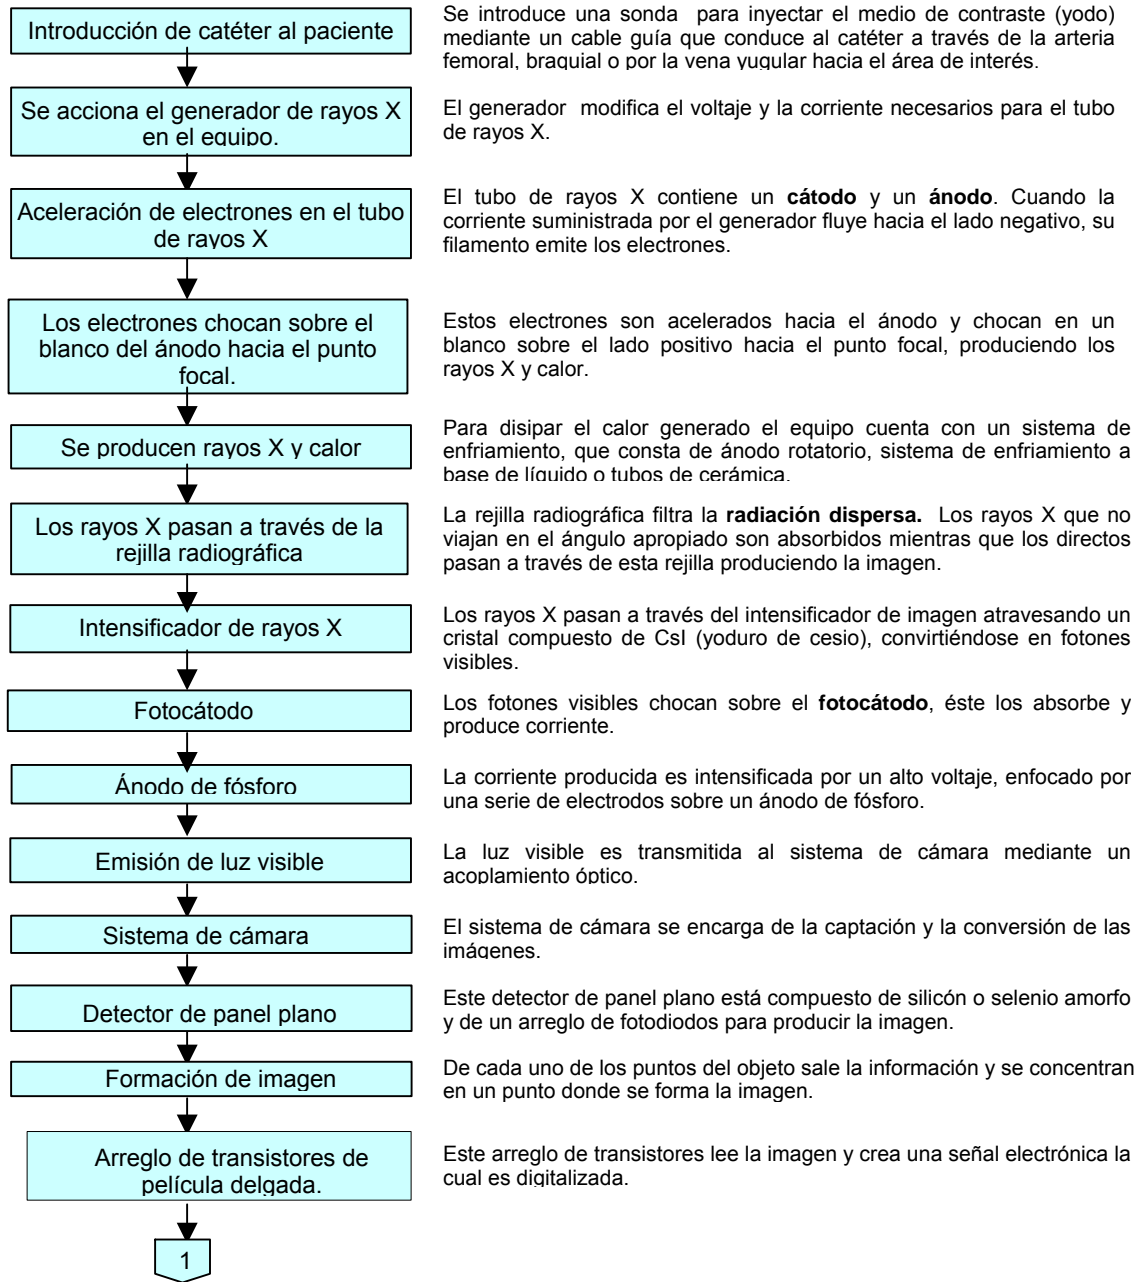 Introducción de catéter al paciente
Se introduce una sonda para inyectar el medio de contraste (yodo)
mediante un cable guía que conduce al catéter a través de la arteria
femoral, braquial o por la vena yugular hacia el área de interés.
Se acciona el generador de rayos X
en el equipo.
El generador modifica el voltaje y la corriente necesarios para el tubo
de rayos X.
Aceleración de electrones en el tubo
de rayos X
El tubo de rayos X contiene un cátodo y un ánodo. Cuando la
corriente suministrada por el generador fluye hacia el lado negativo, su
filamento emite los electrones.
Los electrones chocan sobre el
blanco del ánodo hacia el punto
focal.
Estos electrones son acelerados hacia el ánodo y chocan en un
blanco sobre el lado positivo hacia el punto focal, produciendo los
rayos X y calor.
Se producen rayos X y calor
Para disipar el calor generado el equipo cuenta con un sistema de
enfriamiento, que consta de ánodo rotatorio, sistema de enfriamiento a
base de líquido o tubos de cerámica.
Los rayos X pasan a través de la
rejilla radiográfica
La rejilla radiográfica filtra la radiación dispersa. Los rayos X que no
viajan en el ángulo apropiado son absorbidos mientras que los directos
pasan a través de esta rejilla produciendo la imagen.
Intensificador de rayos X
Los rayos X pasan a través del intensificador de imagen atravesando un
cristal compuesto de CsI (yoduro de cesio), convirtiéndose en fotones
visibles.
Fotocátodo
Los fotones visibles chocan sobre el fotocátodo, éste los absorbe y
produce corriente.
Ánodo de fósforo
La corriente producida es intensificada por un alto voltaje, enfocado por
una serie de electrodos sobre un ánodo de fósforo.
Emisión de luz visible
La luz visible es transmitida al sistema de cámara mediante un
acoplamiento óptico.
Sistema de cámara
El sistema de cámara se encarga de la captación y la conversión de las
imágenes.
Detector de panel plano
Este detector de panel plano está compuesto de silicón o selenio amorfo
y de un arreglo de fotodiodos para producir la imagen.
Formación de imagen
De cada uno de los puntos del objeto sale la información y se concentran
en un punto donde se forma la imagen.
Arreglo de transistores de
película delgada.
Este arreglo de transistores lee la imagen y crea una señal electrónica la
cual es digitalizada.
1